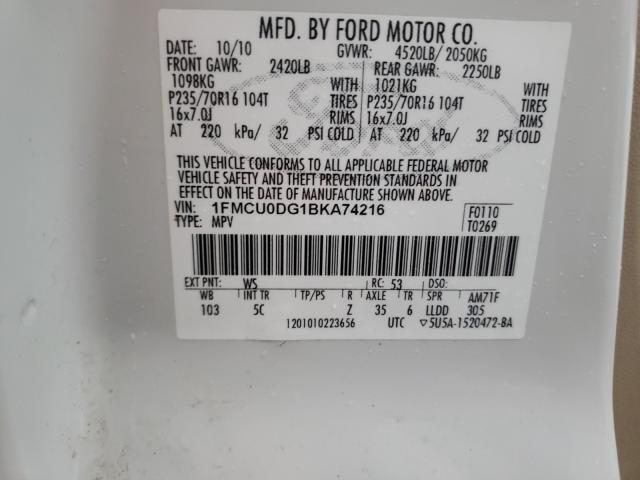 MFD. BY FORD MOTOR CO.
DATE: 10/10 GVWR: 4520LB/ 2050KG
FRONT GAWR: 2420LB REAR GAWR: 2250LB
1098KG WITH 1021KG WITH
P235/70R16 104T TIRES P235/70R16 104T TIRES
16x7.0J RIMS 16x7.0J RIMS
AT 220 kPa/ 32 PSI COLD AT 220 kPa/ 32 PSI COLD
THIS VEHICLE CONFORMS TO ALL APPLICABLE FEDERAL MOTOR
VEHICLE SAFETY AND THEFT PREVENTION STANDARDS IN
EFFECT ON THE DATE OF MANUFACTURE SHOWN ABOVE.
VIN: 1FMCU0DG1BKA74216 F0110
TYPE: MPV T0269
EXT PNT: WS RC: 53 DSO:
WB INT TR TP/PS R AXLE TR SPR AM71F
103 5C Z 35 6 LLDD 305
1201010223656 UTC ▽5U5A-1520472-BA
Ford